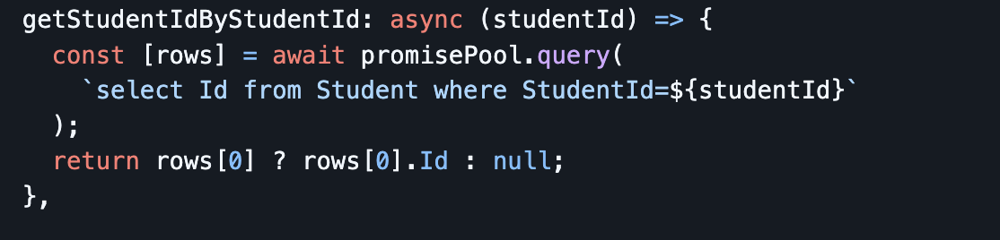 getStudentIdByStudentId: async (studentId) => {
  const [rows] = await promisePool.query(
    `select Id from Student where StudentId=${studentId}`
  );
  return rows[0] ? rows[0].Id : null;
},